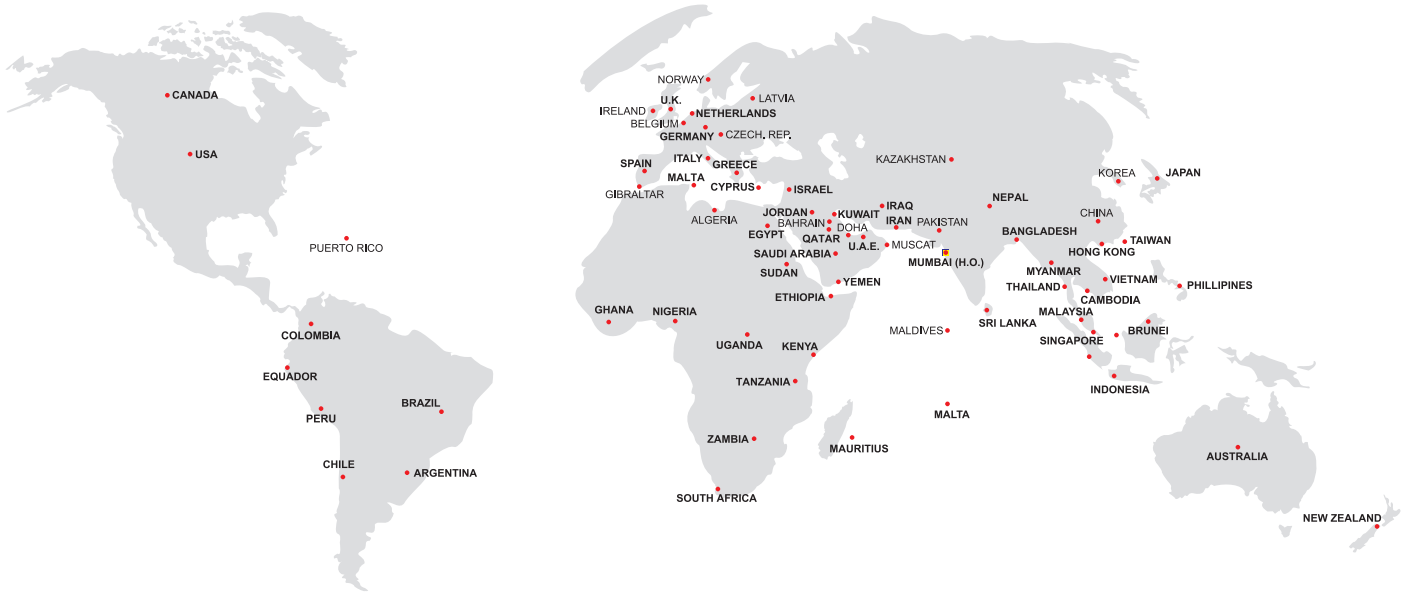 CANADA
USA
PUERTO RICO
COLOMBIA
EQUADOR
PERU
BRAZIL
CHILE
ARGENTINA
NORWAY
LATVIA
IRELAND
U.K.
NETHERLANDS
BELGIUM
GERMANY
CZECH. REP.
ITALY
SPAIN
GREECE
MALTA
CYPRUS
GIBRALTAR
ISRAEL
ALGERIA
JORDAN
KUWAIT
BAHRAIN
IRAQ
IRAN
PAKISTAN
EGYPT
QATAR
DOHA
U.A.E.
MUSCAT
SAUDI ARABIA
SUDAN
YEMEN
ETHIOPIA
GHANA
NIGERIA
UGANDA
KENYA
TANZANIA
ZAMBIA
MAURITIUS
SOUTH AFRICA
KAZAKHSTAN
NEPAL
KOREA
JAPAN
CHINA
BANGLADESH
TAIWAN
HONG KONG
MUMBAI (H.O.)
MYANMAR
THAILAND
VIETNAM
PHILLIPINES
CAMBODIA
MALAYSIA
SRI LANKA
MALDIVES
BRUNEI
SINGAPORE
INDONESIA
MALTA
AUSTRALIA
NEW ZEALAND